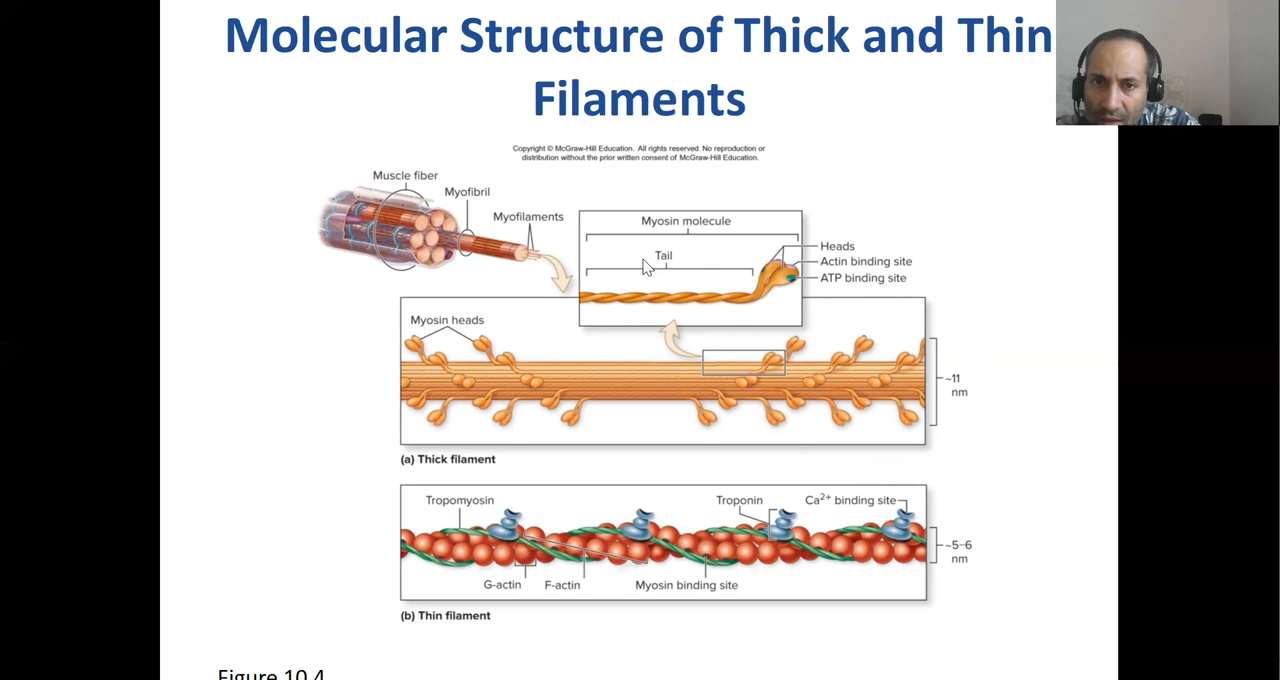 Molecular Structure of Thick and Thin
Filaments
Copyright © McGraw-Hill Education. All rights reserved. No reproduction or
distribution without the prior written consent of McGraw-Hill Education.
Muscle fiber
Myofibril
Myofilaments
Myosin molecule
Tail
Heads
Actin binding site
ATP binding site
Myosin heads
~11
nm
(a) Thick filament
Tropomyosin
Troponin
Ca2+ binding site
~5–6
nm
G-actin
F-actin
Myosin binding site
(b) Thin filament
Figure 10.4